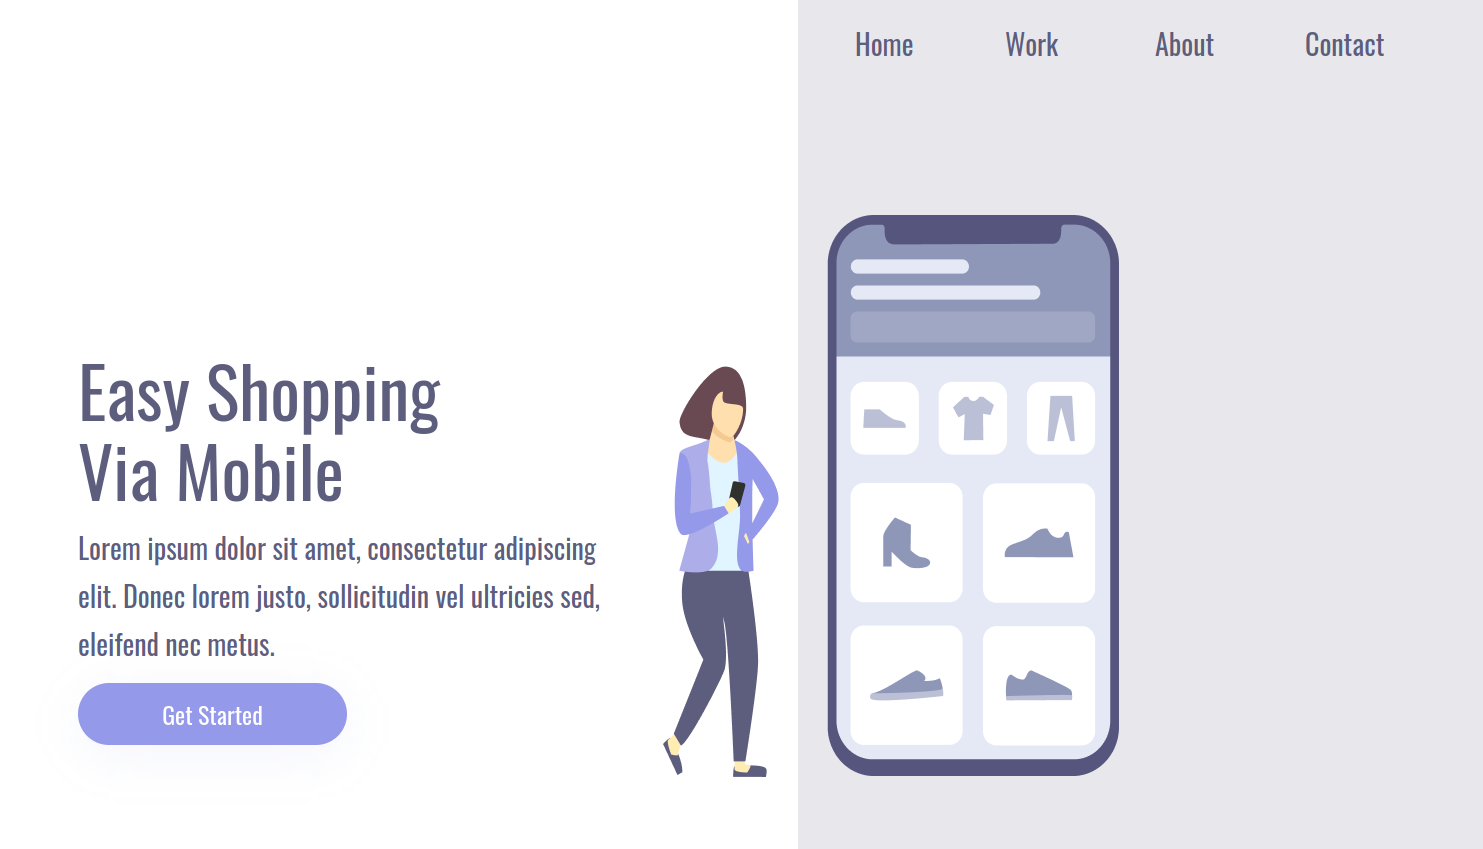 Home Work About Contact
Easy Shopping
Via Mobile
Lorem ipsum dolor sit amet, consectetur adipiscing
elit. Donec lorem justo, sollicitudin vel ultricies sed,
eleifend nec metus.
Get Started